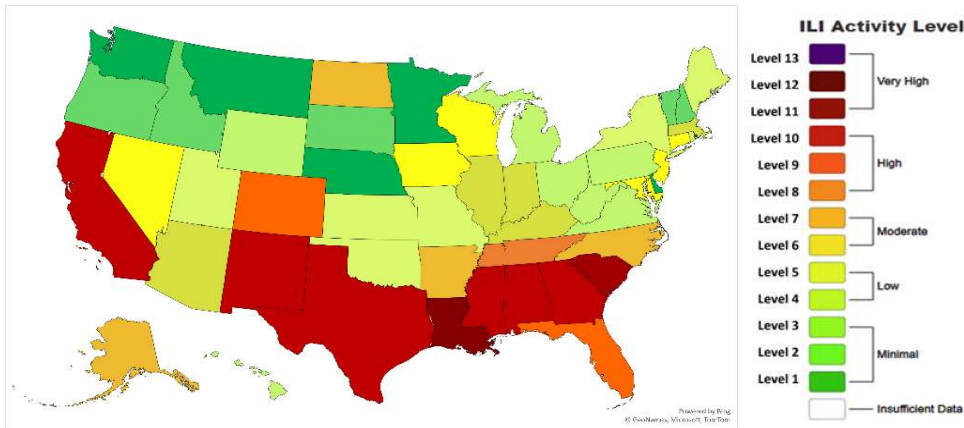 ILI Activity Level
Level 13
Level 12
Very High
Level 11
Level 10
Level 9
High
Level 8
Level 7
Moderate
Level 6
Level 5
Low
Level 4
Level 3
Level 2
Minimal
Level 1
Insufficient Data
Powered by Bing
© GeoNames, Microsoft, TomTom